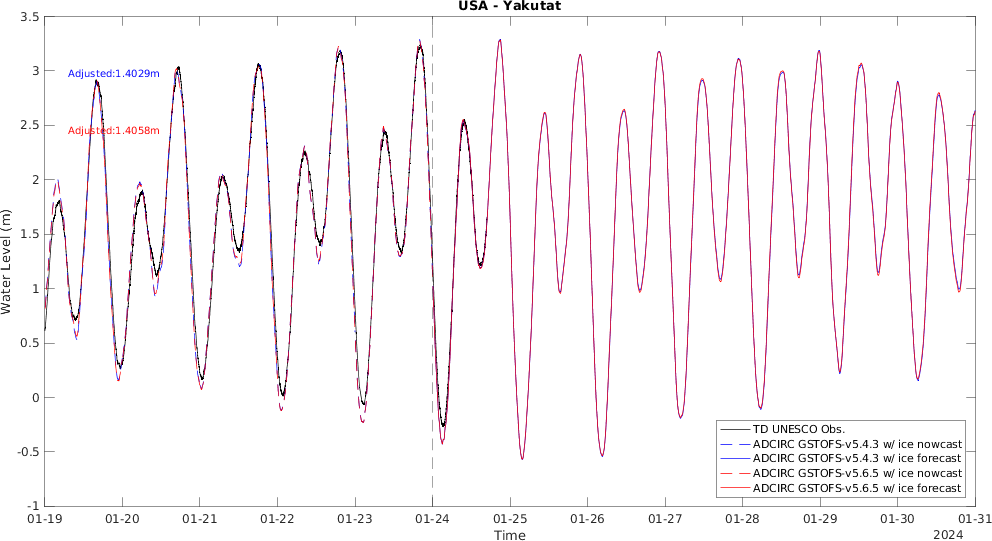 USA - Yakutat
3.5
3
2.5
2
1.5
1
0.5
0
-0.5
-1
Water Level (m)
Adjusted:1.4029m
Adjusted:1.4058m
TD UNESCO Obs.
ADCIRC GSTOFS-v5.4.3 w/ ice nowcast
ADCIRC GSTOFS-v5.4.3 w/ ice forecast
ADCIRC GSTOFS-v5.6.5 w/ ice nowcast
ADCIRC GSTOFS-v5.6.5 w/ ice forecast
01-19 01-20 01-21 01-22 01-23 01-24 01-25 01-26 01-27 01-28 01-29 01-30 01-31
Time
2024